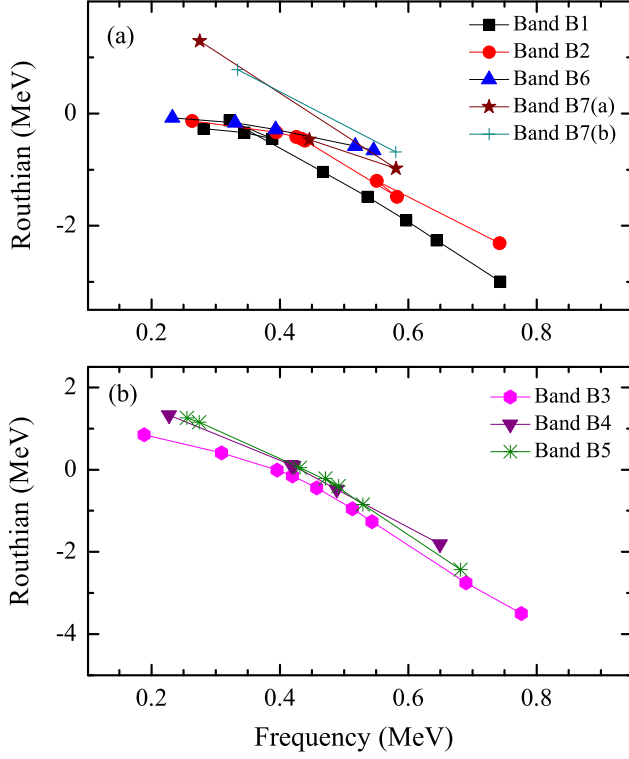 (a)
Band B1
Band B2
Band B6
Band B7(a)
Band B7(b)
Routhian (MeV)
0
-2
0.2 0.4 0.6 0.8
(b)
Band B3
Band B4
Band B5
Routhian (MeV)
2
0
-2
-4
0.2 0.4 0.6 0.8
Frequency (MeV)